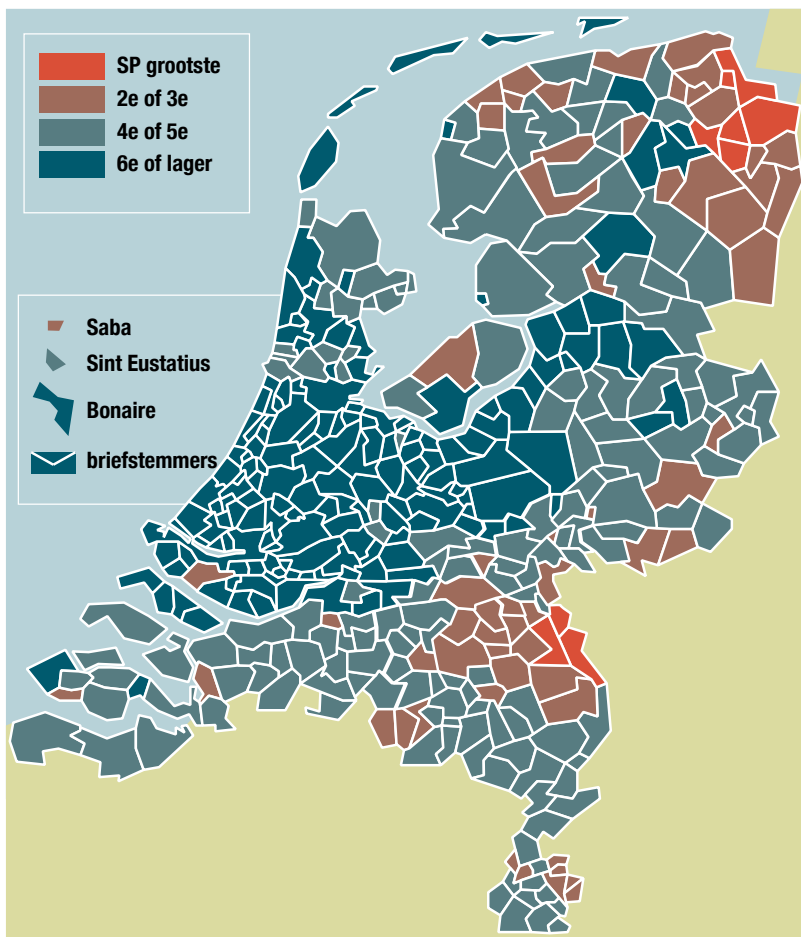 SP grootste
2e of 3e
4e of 5e
6e of lager
Saba
Sint Eustatius
Bonaire
briefstemmers